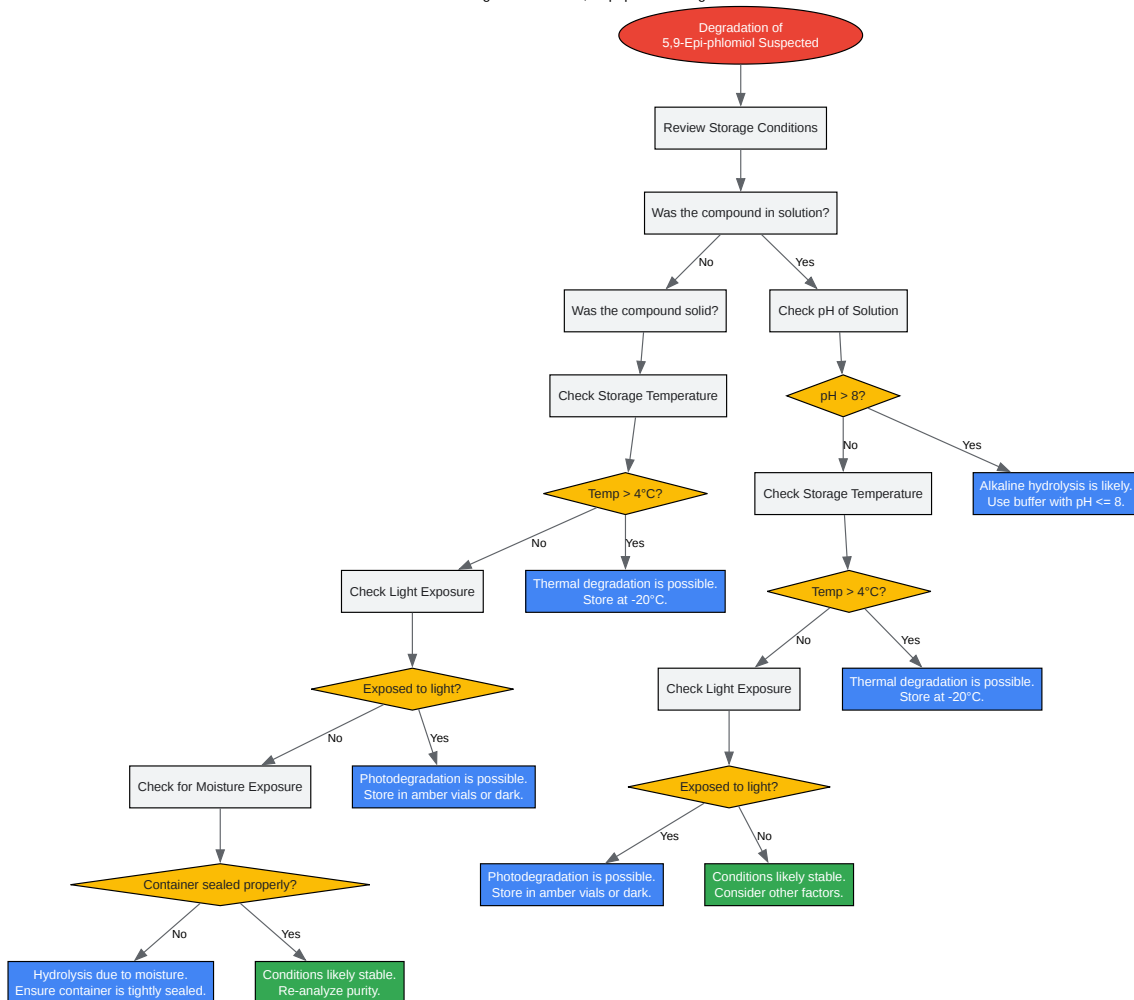 Degradation of
5,9-Epi-phlomiol Suspected
Review Storage Conditions
Was the compound in solution?
No
Yes
Was the compound solid?
Check pH of Solution
Check Storage Temperature
pH > 8?
No
Yes
Temp > 4°C?
Check Storage Temperature
Alkaline hydrolysis is likely.
Use buffer with pH <= 8.
No
Yes
Check Light Exposure
Thermal degradation is possible.
Store at -20°C.
Temp > 4°C?
No
Yes
Exposed to light?
Check Light Exposure
Thermal degradation is possible.
Store at -20°C.
No
Yes
Check for Moisture Exposure
Photodegradation is possible.
Store in amber vials or dark.
Exposed to light?
Yes
No
Container sealed properly?
Photodegradation is possible.
Store in amber vials or dark.
Conditions likely stable.
Consider other factors.
No
Yes
Hydrolysis due to moisture.
Ensure container is tightly sealed.
Conditions likely stable.
Re-analyze purity.